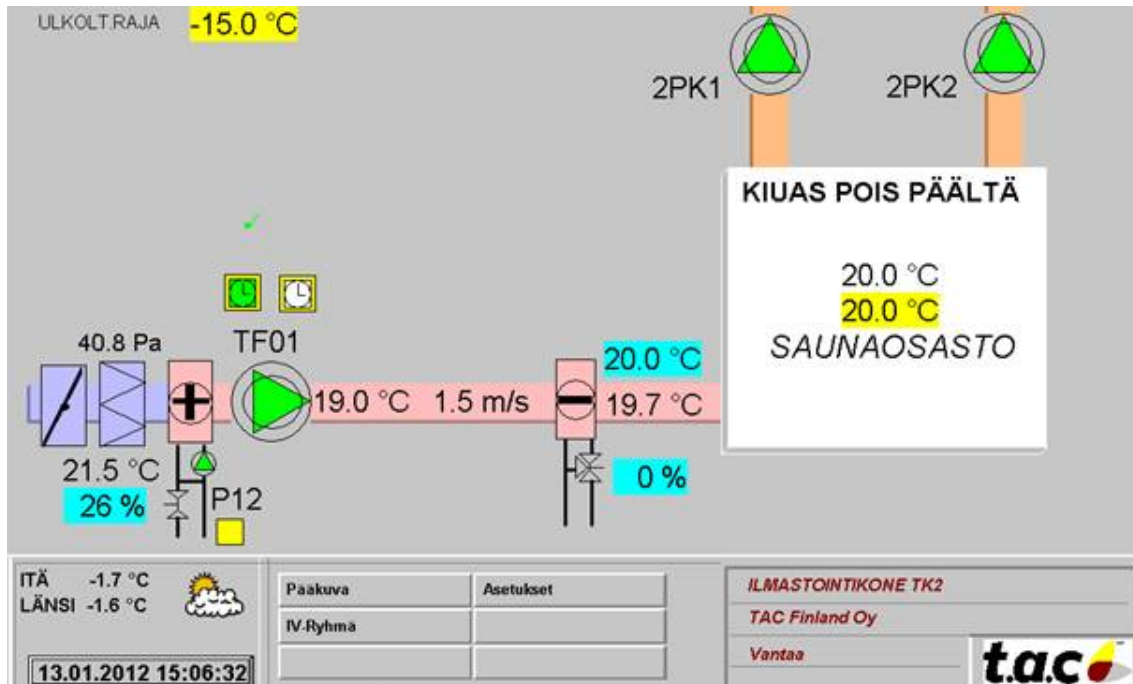 ULKOLT.RAJA -15.0 °C
2PK1
2PK2
KIUAS POIS PÄÄLTÄ
20.0 °C
20.0 °C
SAUNAOSASTO
40.8 Pa
TF01
20.0 °C
19.0 °C 1.5 m/s
19.7 °C
21.5 °C
26 %
P12
0 %
ITÄ -1.7 °C
LÄNSI -1.6 °C
13.01.2012 15:06:32
Pääkuva
Asetukset
IV-Ryhmä
ILMASTOINTIKONE TK2
TAC Finland Oy
Vantaa
t.a.c